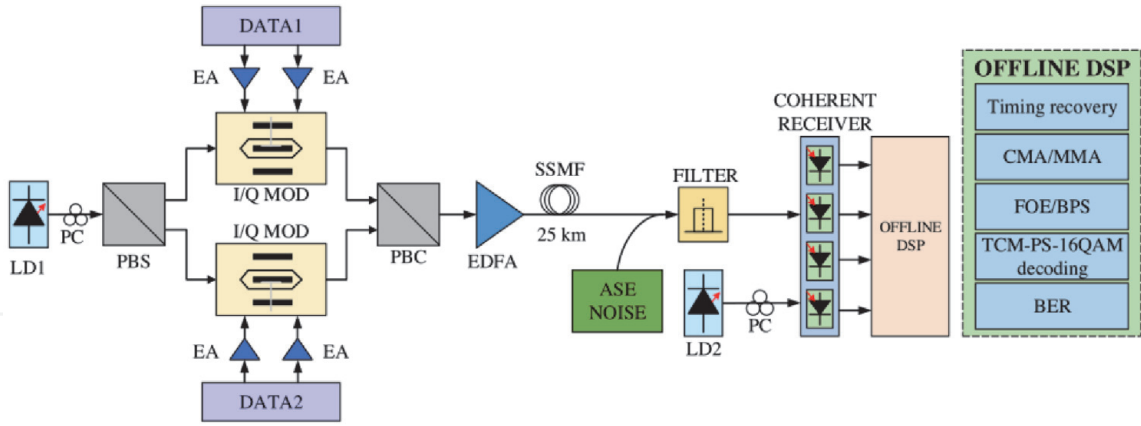 DATA1
EA
EA
I/Q MOD
I/Q MOD
LD1
PC
PBS
PBC
EA
EA
DATA2
EDFA
SSMF
25 km
ASE
NOISE
FILTER
LD2
PC
COHERENT
RECEIVER
OFFLINE
DSP
OFFLINE DSP
Timing recovery
CMA/MMA
FOE/BPS
TCM-PS-16QAM
decoding
BER